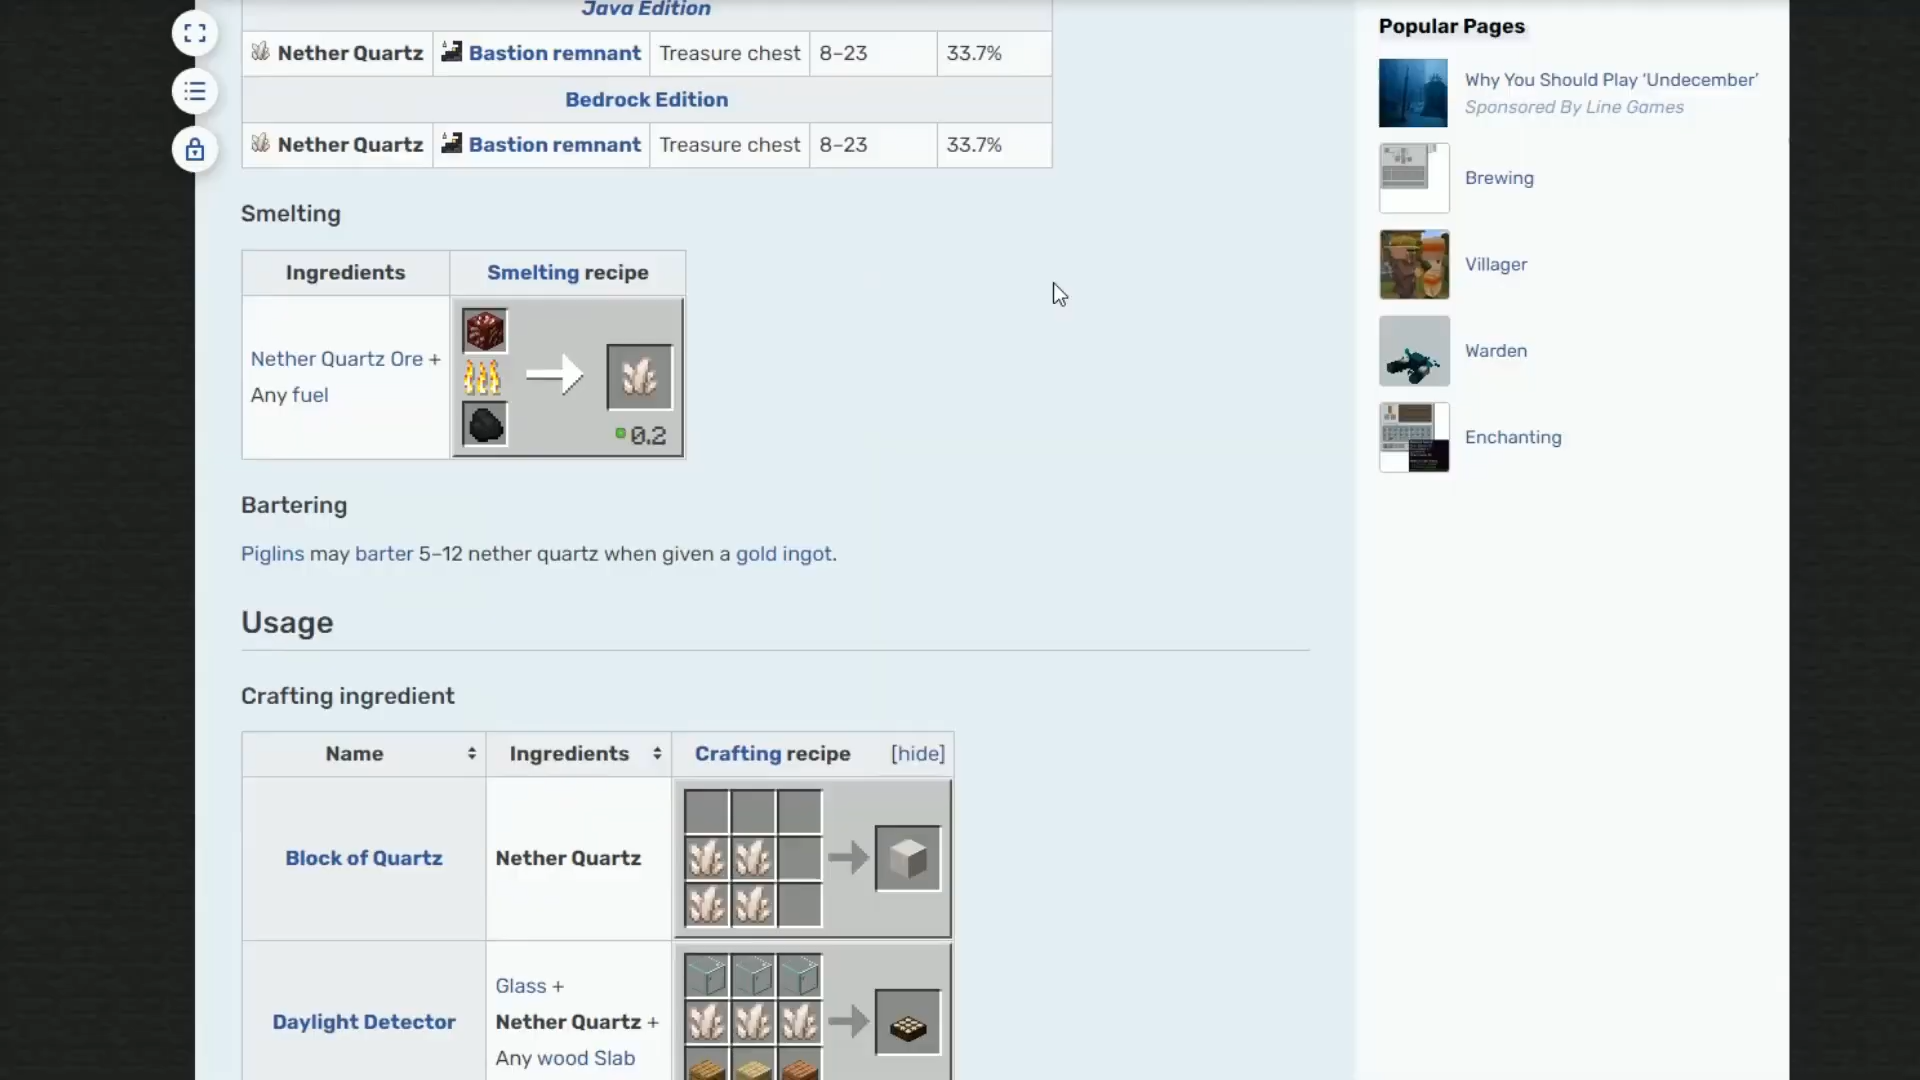 Java Edition
Nether Quartz Bastion remnant Treasure chest 8–23 33.7%
Bedrock Edition
Nether Quartz Bastion remnant Treasure chest 8–23 33.7%
Smelting
Ingredients Smelting recipe
Nether Quartz Ore +
Any fuel
0.2
Bartering
Piglins may barter 5–12 nether quartz when given a gold ingot.
Usage
Crafting ingredient
Name Ingredients Crafting recipe [hide]
Block of Quartz Nether Quartz
Daylight Detector
Glass +
Nether Quartz +
Any wood Slab
Popular Pages
Why You Should Play ‘Undecember’
Sponsored By Line Games
Brewing
Villager
Warden
Enchanting